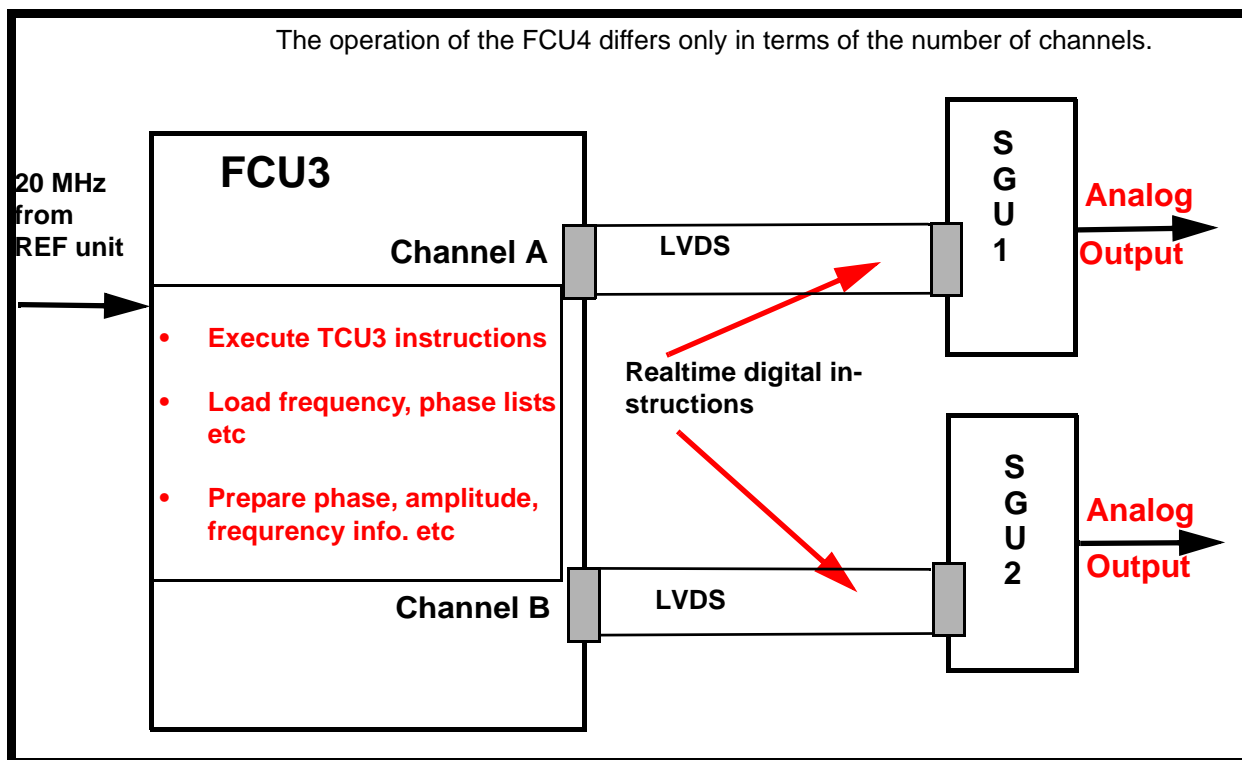 The operation of the FCU4 differs only in terms of the number of channels.
20 MHz
from
REF unit
FCU3
Channel A
• Execute TCU3 instructions
• Load frequency, phase lists
etc
• Prepare phase, amplitude,
frequrency info. etc
Channel B
LVDS
LVDS
Realtime digital in-
structions
S
G
U
1
Analog
Output
S
G
U
2
Analog
Output